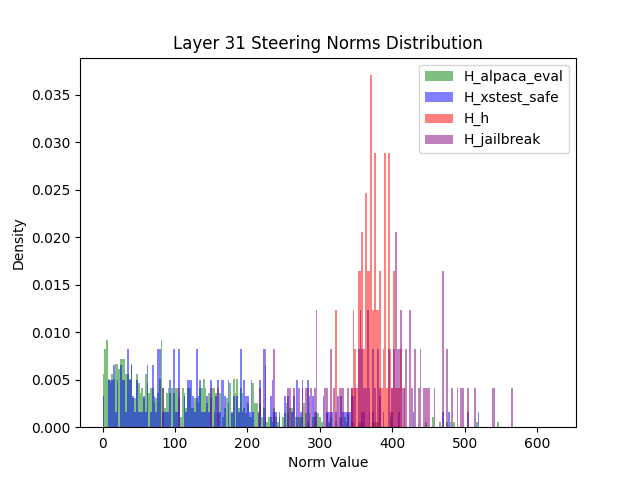 Layer 31 Steering Norms Distribution
H_alpaca_eval
H_xstest_safe
H_h
H_jailbreak
Density
0.035
0.030
0.025
0.020
0.015
0.010
0.005
0.000
0 100 200 300 400 500 600
Norm Value